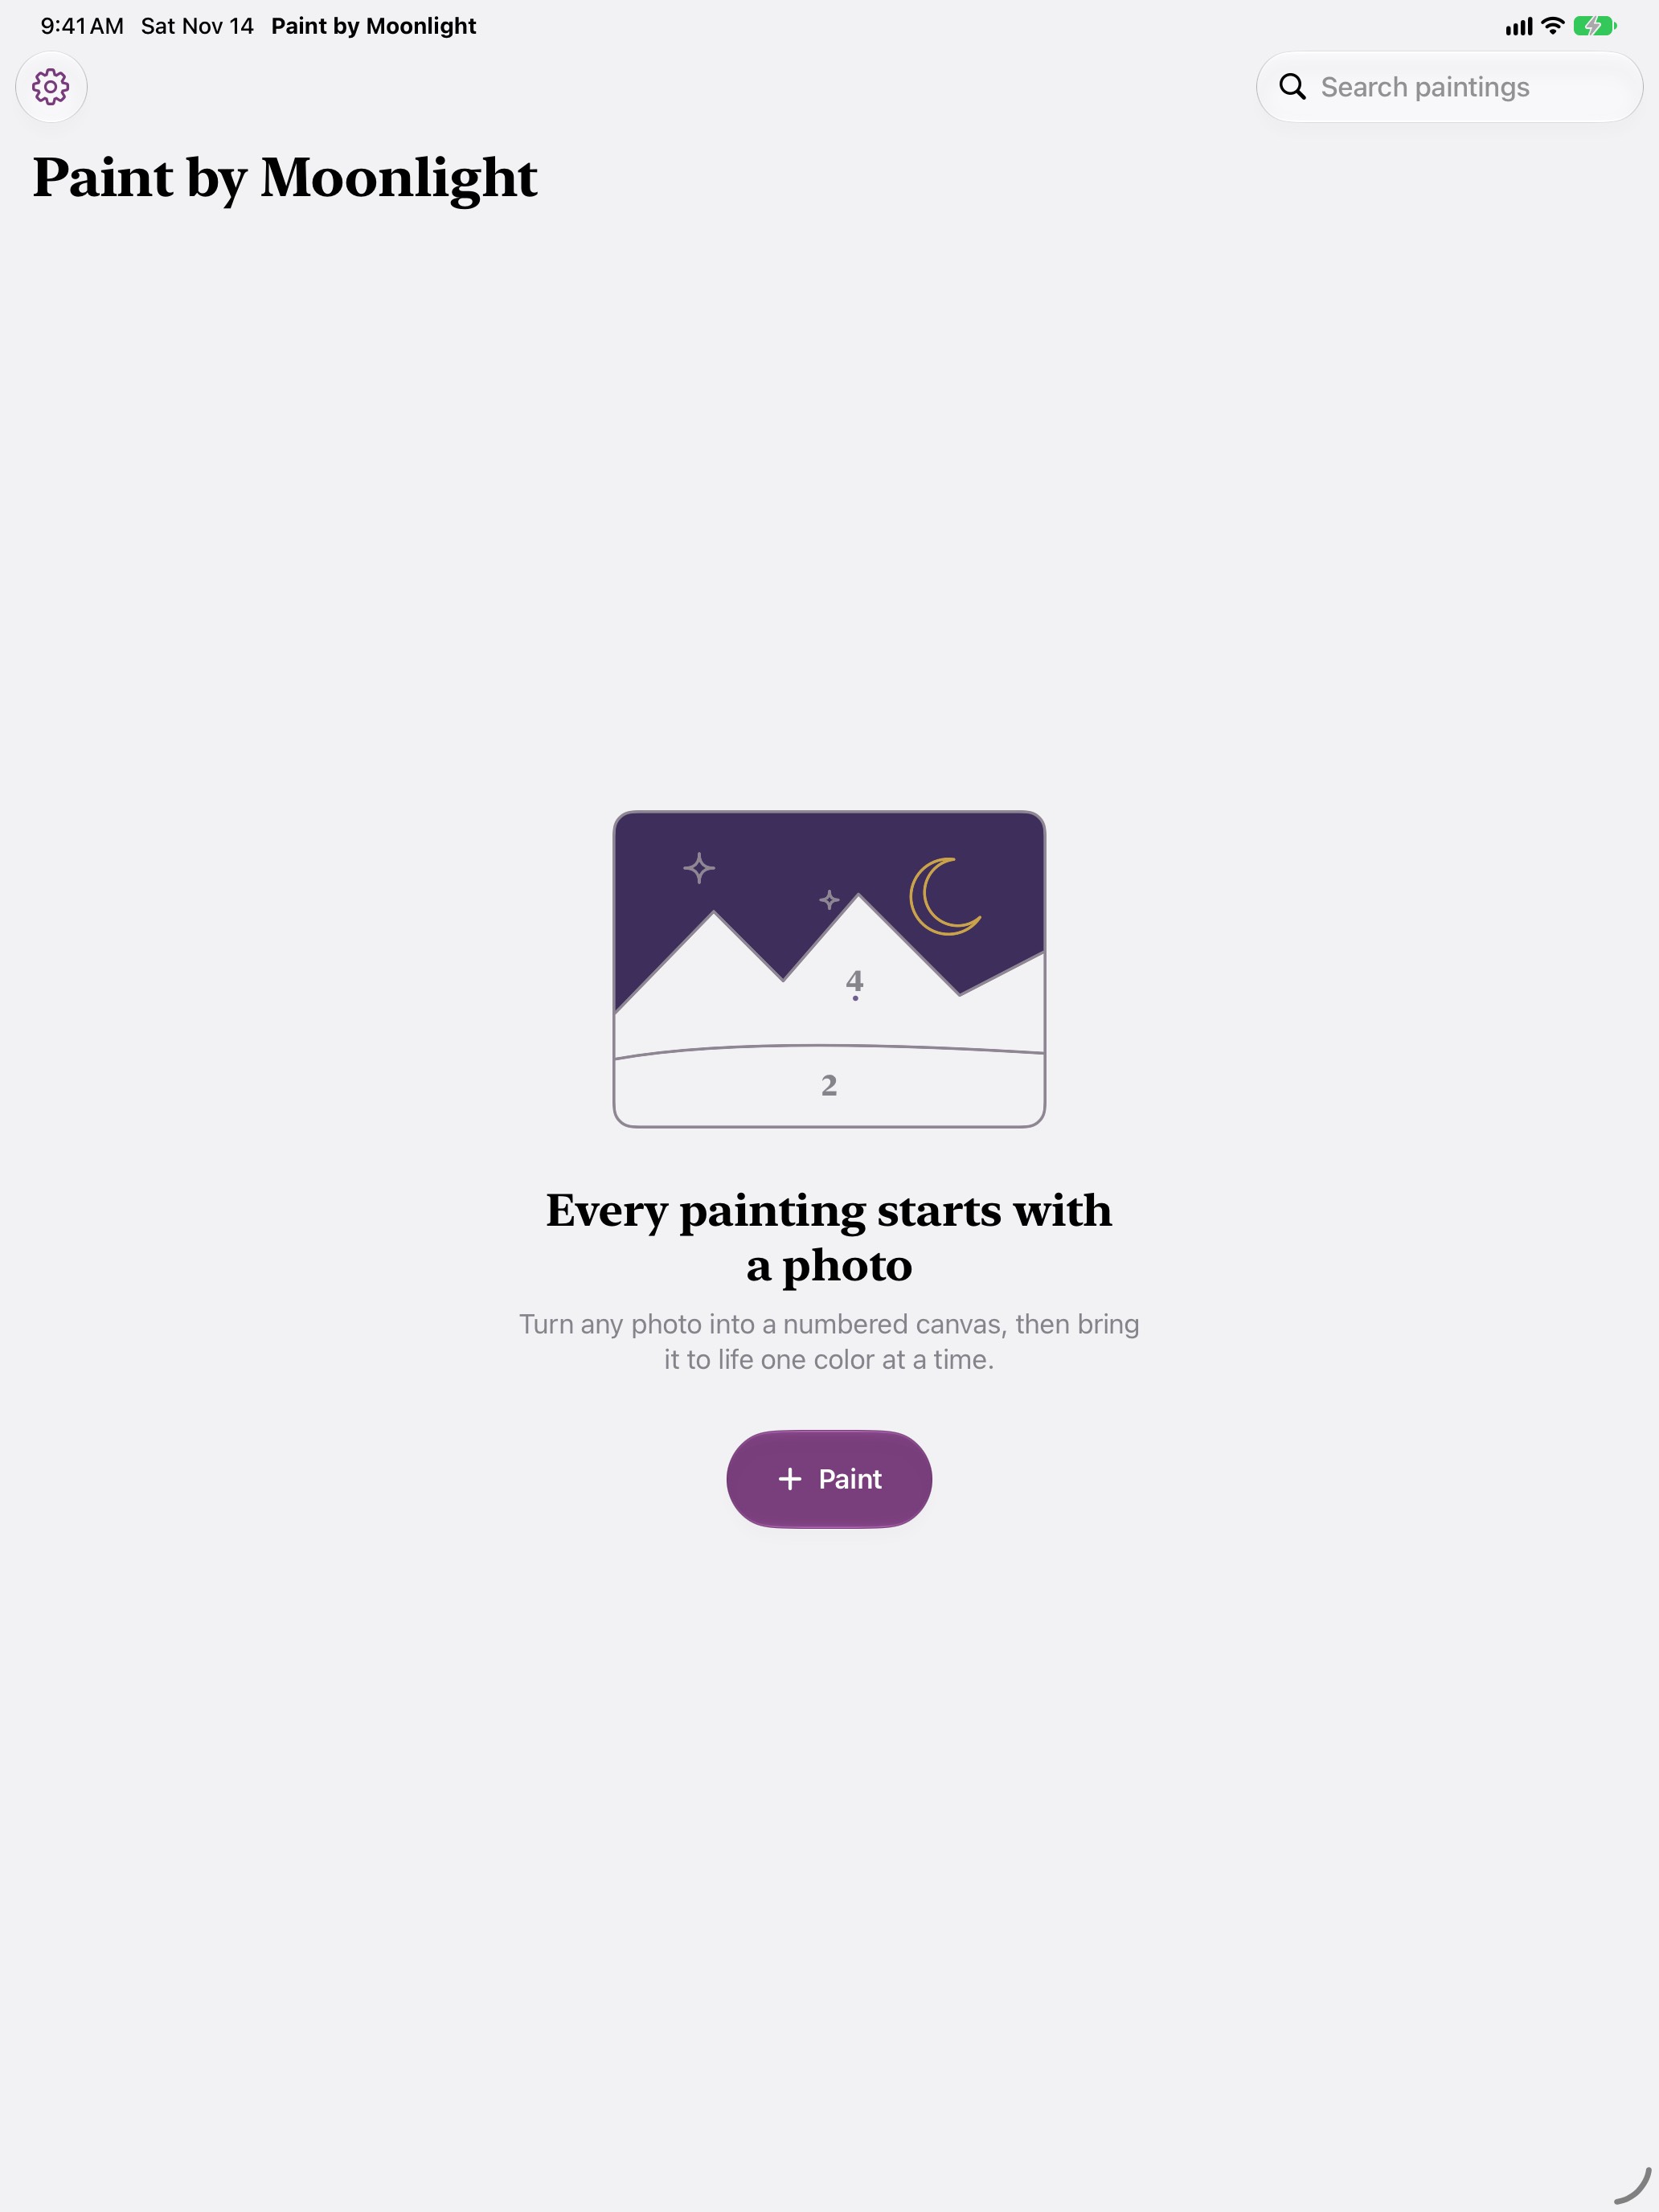 9:41 AM Sat Nov 14 Paint by Moonlight
Search paintings
Paint by Moonlight
4
2
Every painting starts with
a photo
Turn any photo into a numbered canvas, then bring
it to life one color at a time.
+ Paint